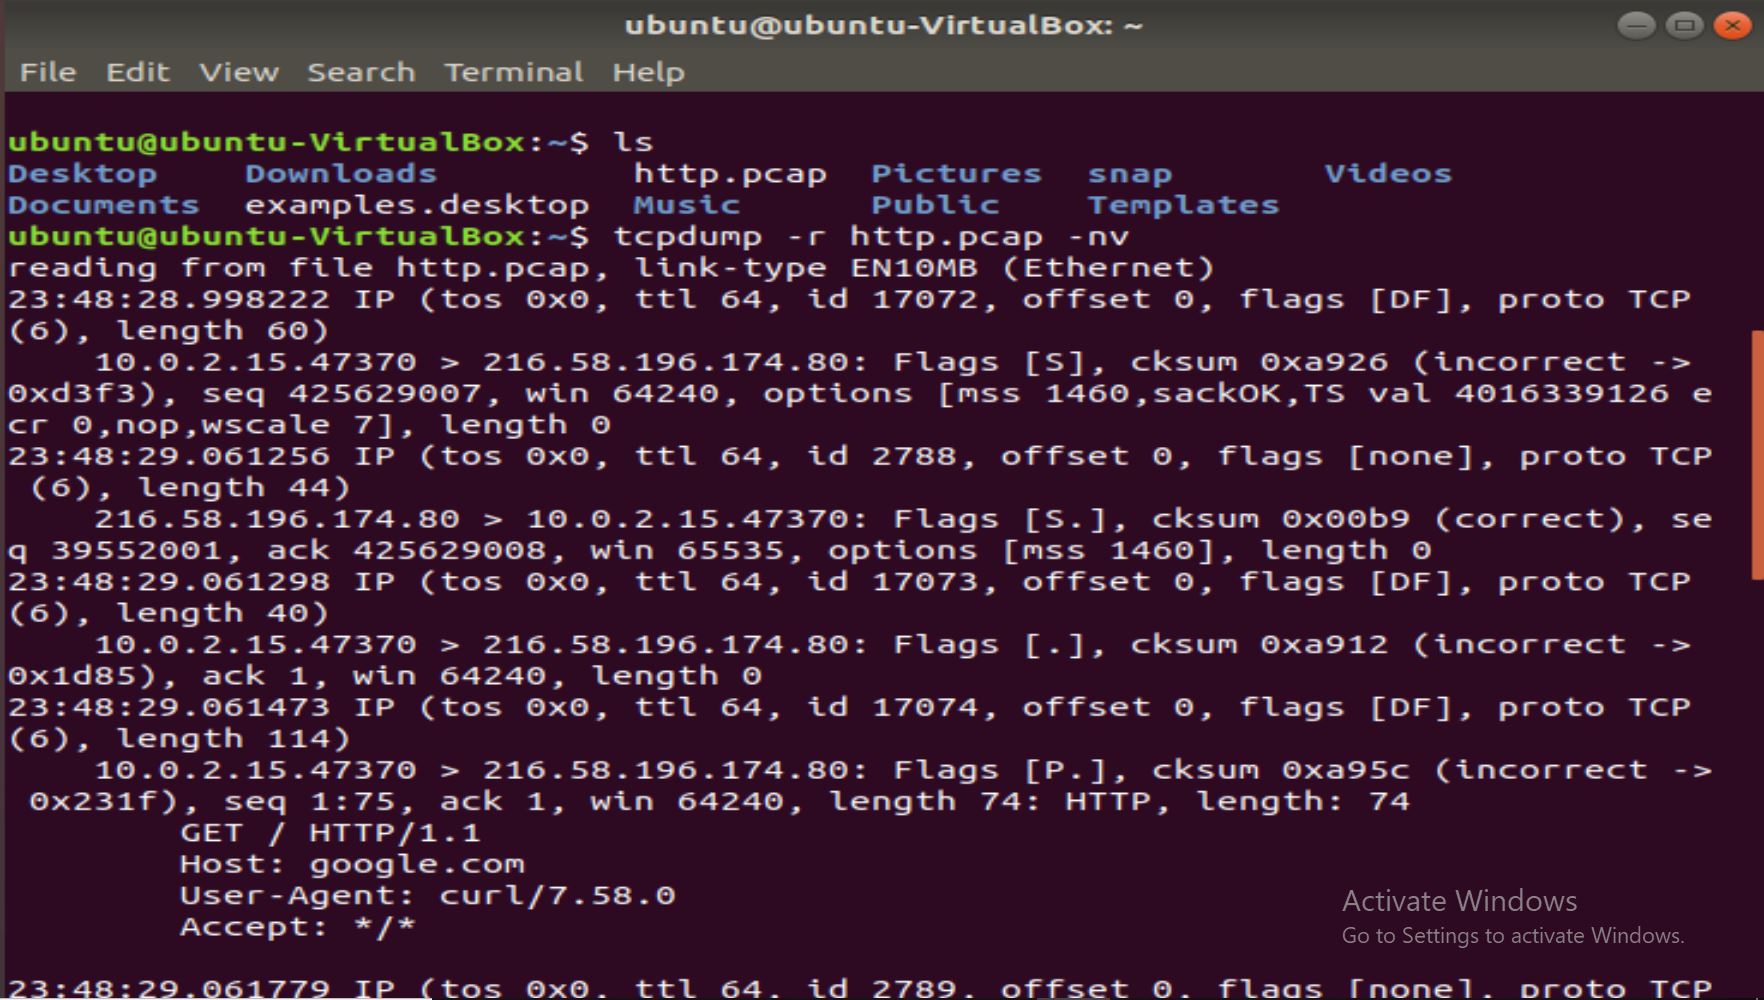 ubuntu@ubuntu-VirtualBox: ~
File Edit View Search Terminal Help
ubuntu@ubuntu-VirtualBox:~$ ls
Desktop Downloads http.pcap Pictures snap Videos
Documents examples.desktop Music Public Templates
ubuntu@ubuntu-VirtualBox:~$ tcpdump -r http.pcap -nv
reading from file http.pcap, link-type EN10MB (Ethernet)
23:48:28.998222 IP (tos 0x0, ttl 64, id 17072, offset 0, flags [DF], proto TCP
(6), length 60)
10.0.2.15.47370 > 216.58.196.174.80: Flags [S], cksum 0xa926 (incorrect ->
0xd3f3), seq 425629007, win 64240, options [mss 1460,sackOK,TS val 4016339126 e
cr 0,nop,wscale 7], length 0
23:48:29.061256 IP (tos 0x0, ttl 64, id 2788, offset 0, flags [none], proto TCP
(6), length 44)
216.58.196.174.80 > 10.0.2.15.47370: Flags [S.], cksum 0x00b9 (correct), se
q 39552001, ack 425629008, win 65535, options [mss 1460], length 0
23:48:29.061298 IP (tos 0x0, ttl 64, id 17073, offset 0, flags [DF], proto TCP
(6), length 40)
10.0.2.15.47370 > 216.58.196.174.80: Flags [.], cksum 0xa912 (incorrect ->
0x1d85), ack 1, win 64240, length 0
23:48:29.061473 IP (tos 0x0, ttl 64, id 17074, offset 0, flags [DF], proto TCP
(6), length 114)
10.0.2.15.47370 > 216.58.196.174.80: Flags [P.], cksum 0xa95c (incorrect ->
0x231f), seq 1:75, ack 1, win 64240, length 74: HTTP, length: 74
GET / HTTP/1.1
Host: google.com
User-Agent: curl/7.58.0
Accept: */*
Activate Windows
Go to Settings to activate Windows.
23:48:29.061779 IP (tos 0x0, ttl 64, id 2789, offset 0, flags [none], proto TCP